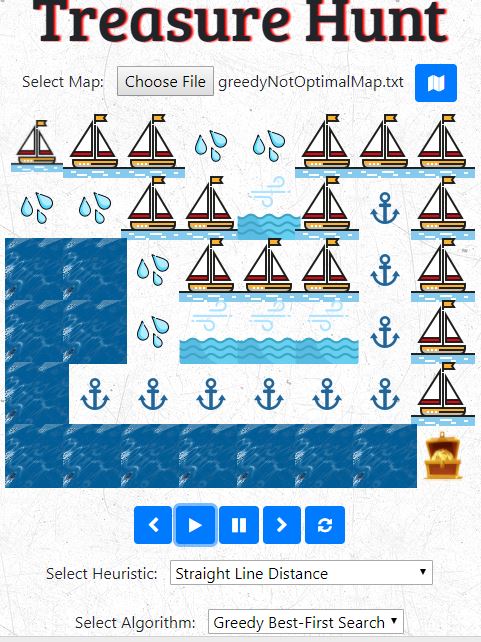 Treasure Hunt
Select Map: Choose File greedyNotOptimalMap.txt
Select Heuristic: Straight Line Distance
Select Algorithm: Greedy Best-First Search